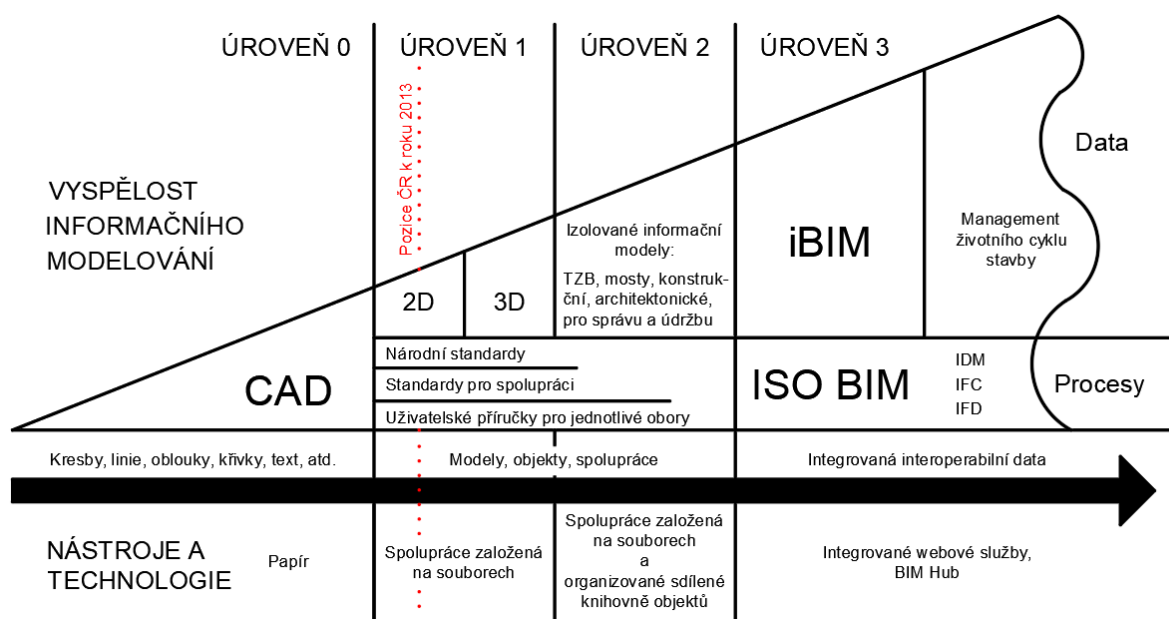 ÚROVEŇ 0
ÚROVEŇ 1
ÚROVEŇ 2
ÚROVEŇ 3
Pozice ČR k roku 2013
Data
VYSPĚLOST
INFORMAČNÍHO
MODELOVÁNÍ
2D
3D
Izolované informační
modely:
TZB, mosty, konstruk-
ční, architektonické,
pro správu a údržbu
iBIM
Management
životního cyklu
stavby
CAD
Národní standardy
Standardy pro spolupráci
Uživatelské příručky pro jednotlivé obory
ISO BIM
IDM
IFC
IFD
Procesy
Kresby, linie, oblouky, křivky, text, atd.
Modely, objekty, spolupráce
Integrovaná interoperabilní data
NÁSTROJE A
TECHNOLOGIE
Papír
Spolupráce založená
na souborech
Spolupráce založená
na souborech
a
organizované sdílené
knihovně objektů
Integrované webové služby,
BIM Hub